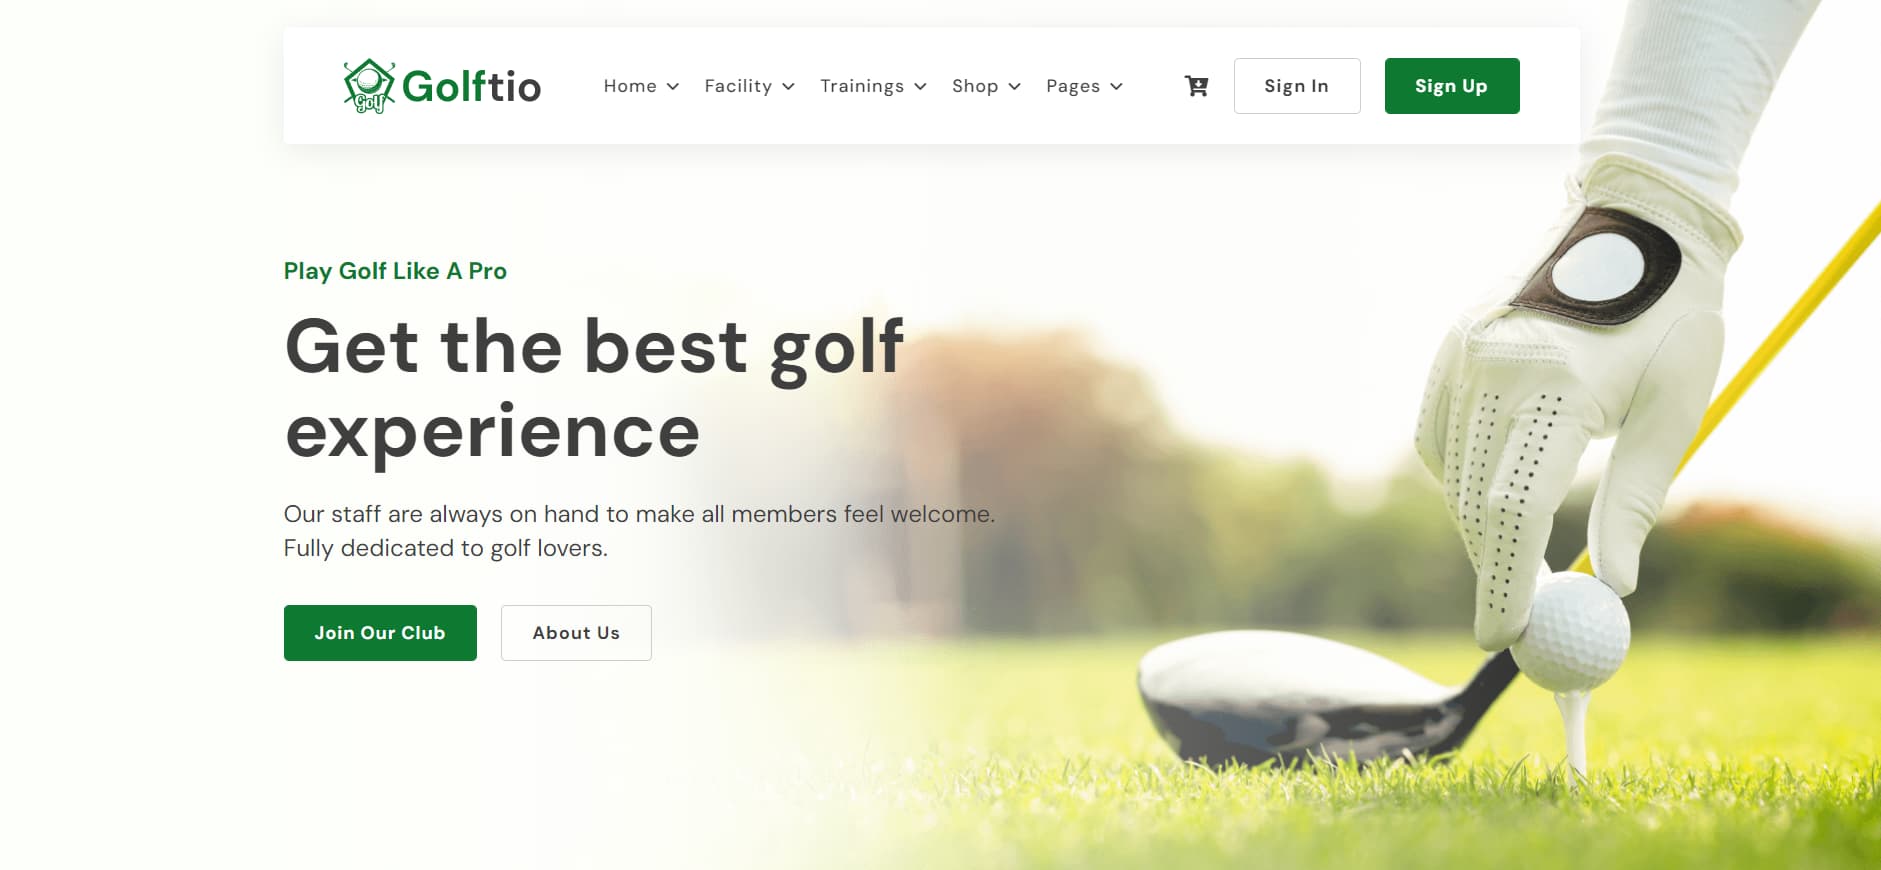 Golf
Golftio
Home
Facility
Trainings
Shop
Pages
Sign In
Sign Up
Play Golf Like A Pro
Get the best golf
experience
Our staff are always on hand to make all members feel welcome.
Fully dedicated to golf lovers.
Join Our Club
About Us